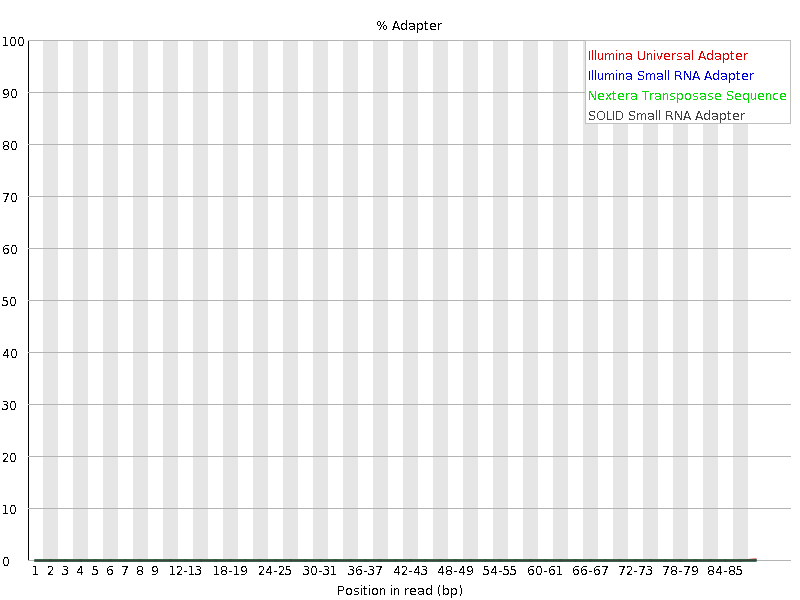 % Adapter
100
90
80
70
60
50
40
30
20
10
0
Illumina Universal Adapter
Illumina Small RNA Adapter
Nextera Transposase Sequence
SOLID Small RNA Adapter
1 2 3 4 5 6 7 8 9 12-13 18-19 24-25 30-31 36-37 42-43 48-49 54-55 60-61 66-67 72-73 78-79 84-85
Position in read (bp)